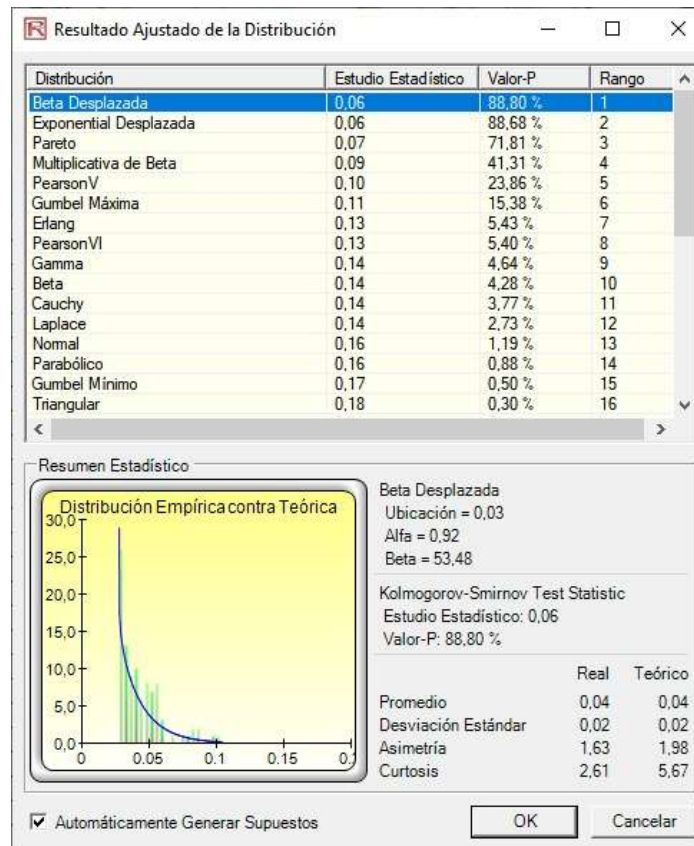 Resultado Ajustado de la Distribución
Distribución Estudio Estadístico Valor-P Rango
Beta Desplazada 0,06 88,80 % 1
Exponential Desplazada 0,06 88,68 % 2
Pareto 0,07 71,81 % 3
Multiplicativa de Beta 0,09 41,31 % 4
PearsonV 0,10 23,86 % 5
Gumbel Máxima 0,11 15,38 % 6
Erlang 0,13 5,43 % 7
PearsonVI 0,13 5,40 % 8
Gamma 0,14 4,64 % 9
Beta 0,14 4,28 % 10
Cauchy 0,14 3,77 % 11
Laplace 0,14 2,73 % 12
Normal 0,16 1,19 % 13
Parabólico 0,16 0,88 % 14
Gumbel Mínimo 0,17 0,50 % 15
Triangular 0,18 0,30 % 16
Resumen Estadístico
Distribución Empírica contra Teórica
30,0
25,0
15,0
10,0
5,0
0,0
0 0.05 0.1 0.15 0.
Beta Desplazada
Ubicación = 0,03
Alfa = 0,92
Beta = 53,48
Kolmogorov-Smirnov Test Statistic
Estudio Estadístico: 0,06
Valor-P: 88,80 %
Real Teórico
Promedio 0,04 0,04
Desviación Estándar 0,02 0,02
Asimetría 1,63 1,98
Curtosis 2,61 5,67
Automáticamente Generar Supuestos
OK Cancelar